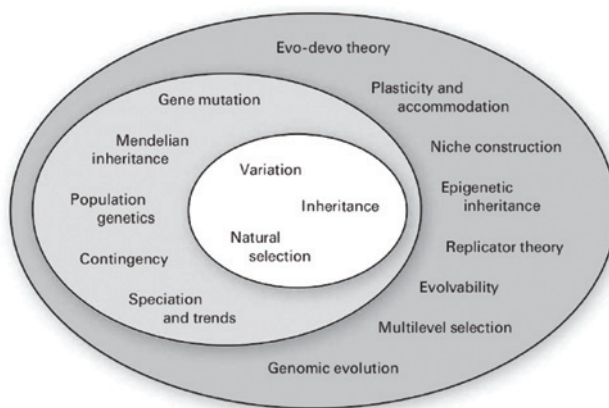 Evo-devo theory
Gene mutation
Plasticity and
accommodation
Mendelian
inheritance
Niche construction
Variation
Epigenetic
inheritance
Inheritance
Population
genetics
Natural
selection
Replicator theory
Contingency
Evolvability
Speciation
and trends
Multilevel selection
Genomic evolution